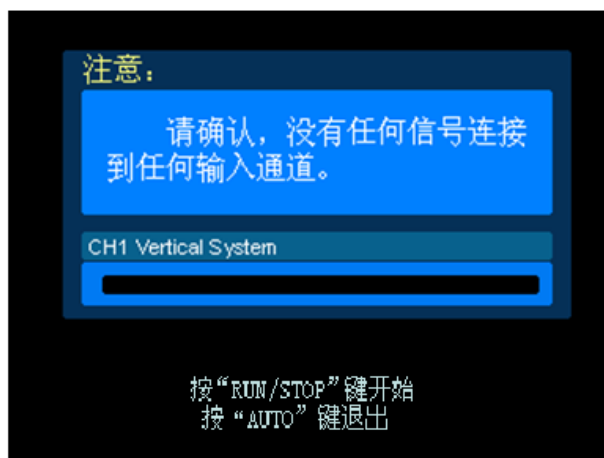 注意：
请确认，没有任何信号连接
到任何输入通道。
CH1 Vertical System
按“RUN/STOP”键开始
按“AUTO”键退出